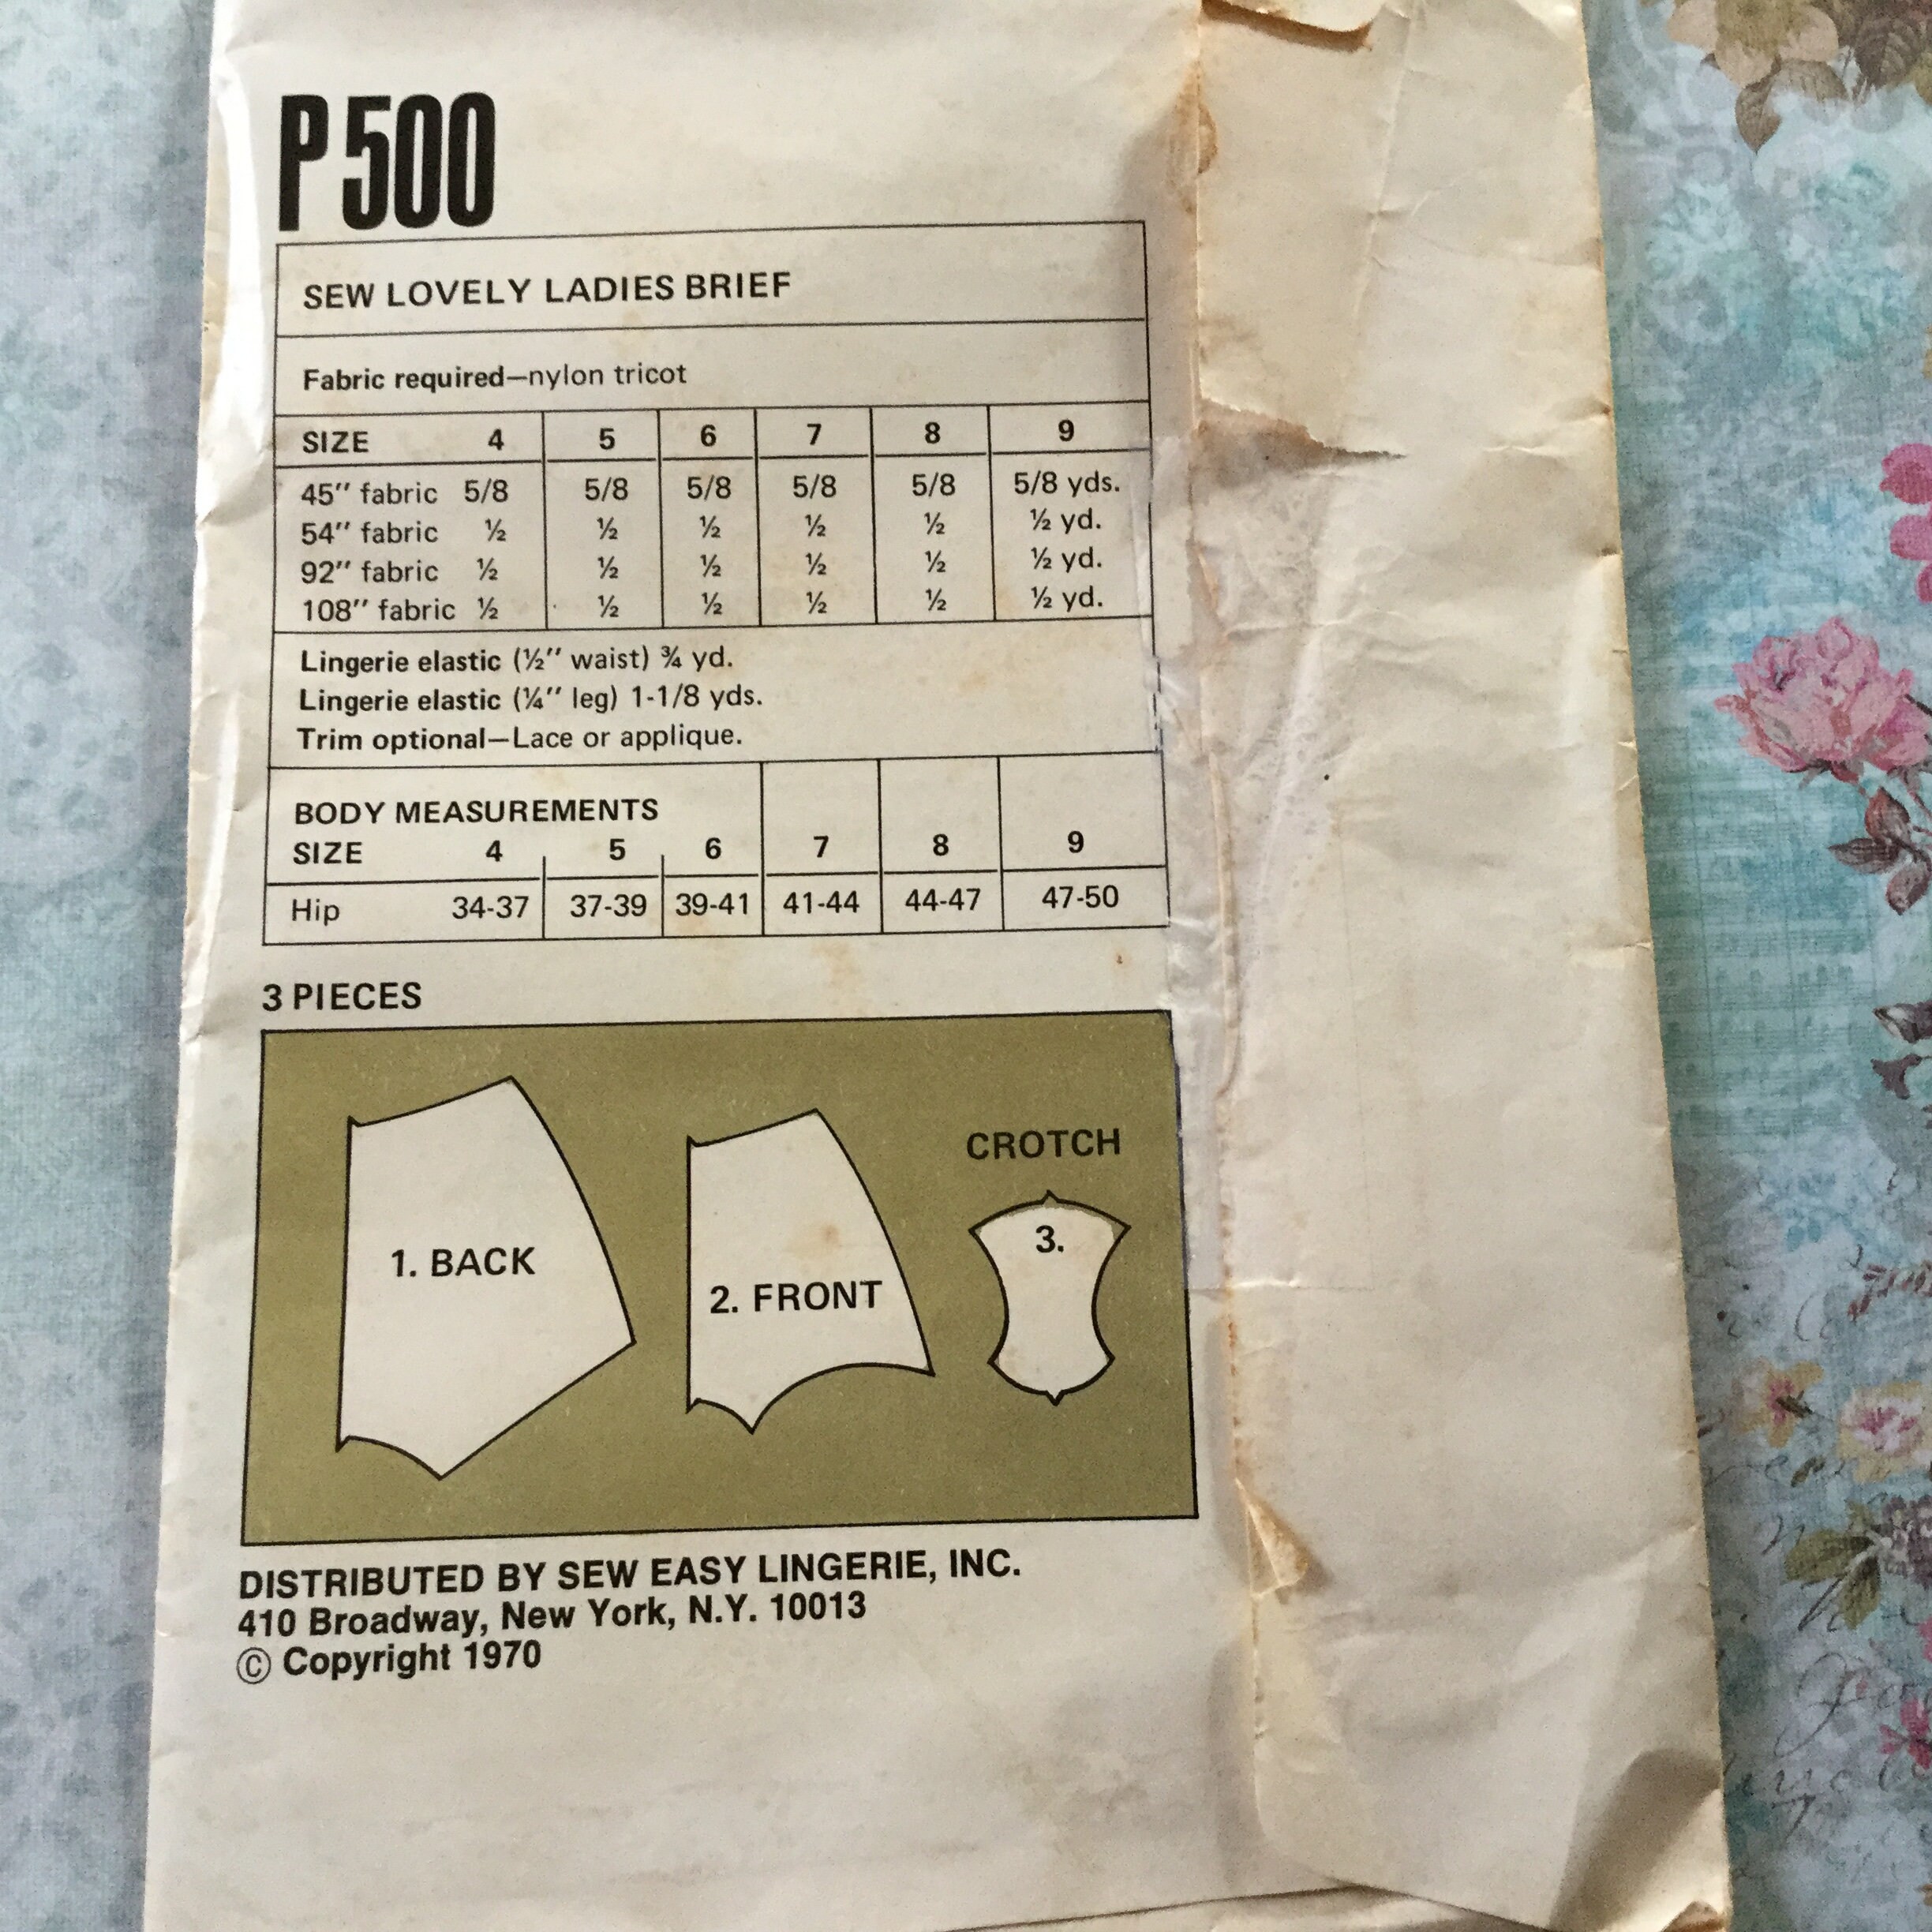 P500
SEW LOVELY LADIES BRIEF
Fabric required—nylon tricot
SIZE 4 5 6 7 8 9
45″ fabric 5/8 5/8 5/8 5/8 5/8 5/8 yds.
54″ fabric ½ ½ ½ ½ ½ ½ yd.
92″ fabric ½ ½ ½ ½ ½ ½ yd.
108″ fabric ½ ½ ½ ½ ½ ½ yd.
Lingerie elastic (½″ waist) ¾ yd.
Lingerie elastic (¼″ leg) 1-1/8 yds.
Trim optional—Lace or applique.
BODY MEASUREMENTS
SIZE 4 5 6 7 8 9
Hip 34-37 37-39 39-41 41-44 44-47 47-50
3 PIECES
1. BACK
2. FRONT
CROTCH
3.
DISTRIBUTED BY SEW EASY LINGERIE, INC.
410 Broadway, New York, N.Y. 10013
© Copyright 1970